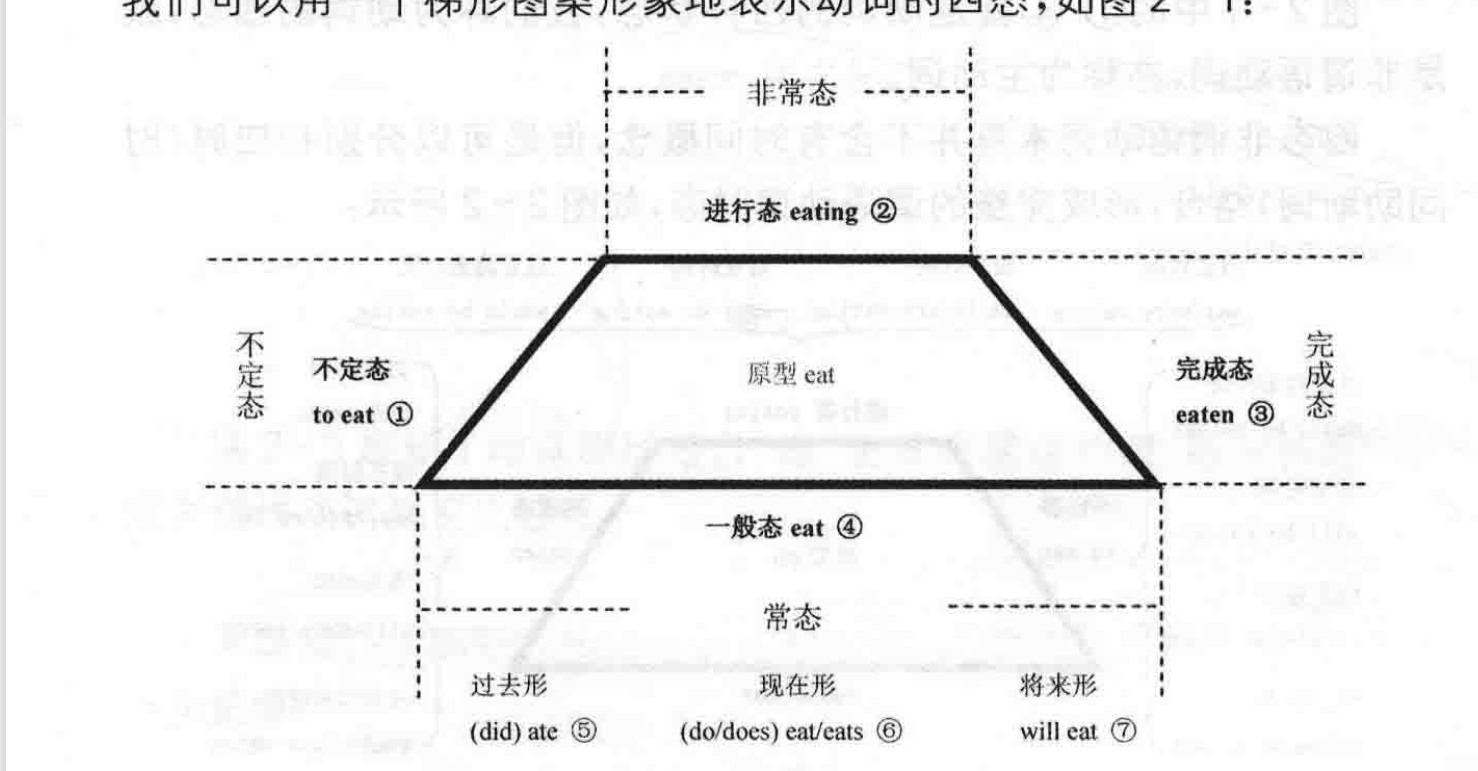 我们可以用一个梯形图案形象地表示动词的四态,如图2-1:
非常态
进行态 eating ②
不定态
不定态
to eat ①
原型 eat
完成态
eaten ③
完成态
一般态 eat ④
常态
过去形 现在形 将来形
(did) ate ⑤ (do/does) eat/eats ⑥ will eat ⑦